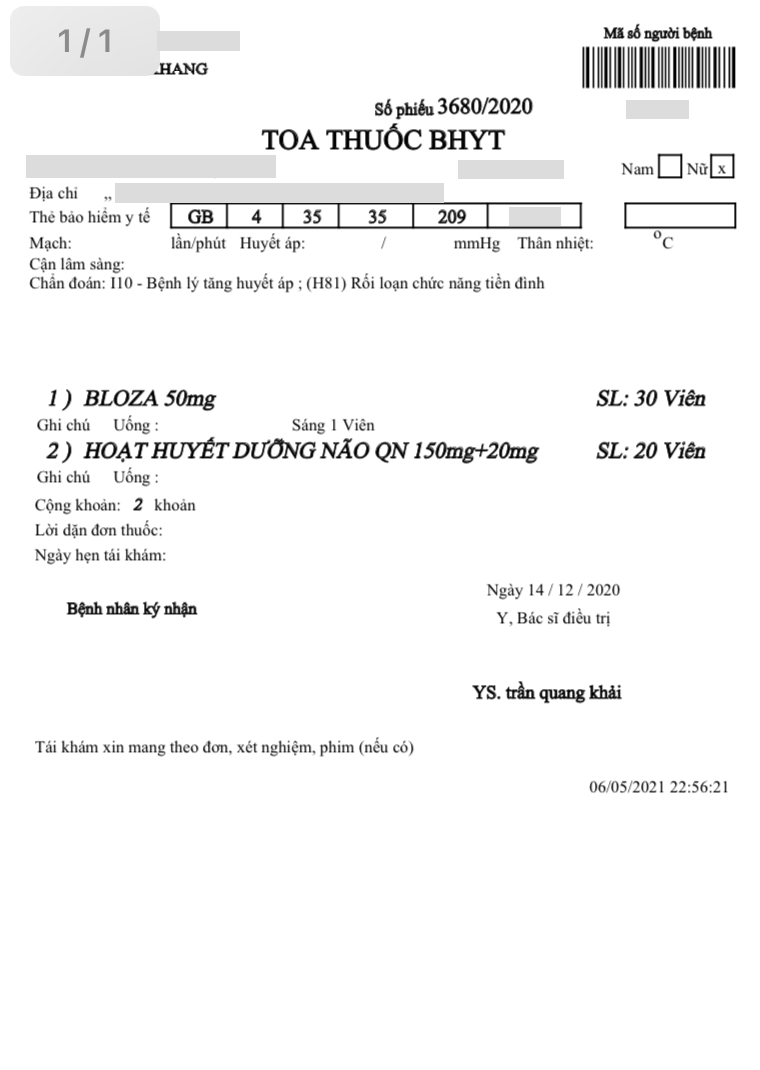 1/1
Mã số người bệnh
KHANG
Số phiếu 3680/2020
TOA THUỐC BHYT
Nam Nữ x
Địa chỉ ,,
Thẻ bảo hiểm y tế GB 4 35 35 209
Mạch: lần/phút Huyết áp: / mmHg Thân nhiệt: ⁰C
Cận lâm sàng:
Chẩn đoán: I10 - Bệnh lý tăng huyết áp ; (H81) Rối loạn chức năng tiền đình
1 ) BLOZA 50mg SL: 30 Viên
Ghi chú Uống : Sáng 1 Viên
2 ) HOẠT HUYẾT DƯỠNG NÃO QN 150mg+20mg SL: 20 Viên
Ghi chú Uống :
Cộng khoản: 2 khoản
Lời dặn đơn thuốc:
Ngày hẹn tái khám:
Ngày 14 / 12 / 2020
Bệnh nhân ký nhận
Y, Bác sĩ điều trị
YS. trần quang khải
Tái khám xin mang theo đơn, xét nghiệm, phim (nếu có)
06/05/2021 22:56:21